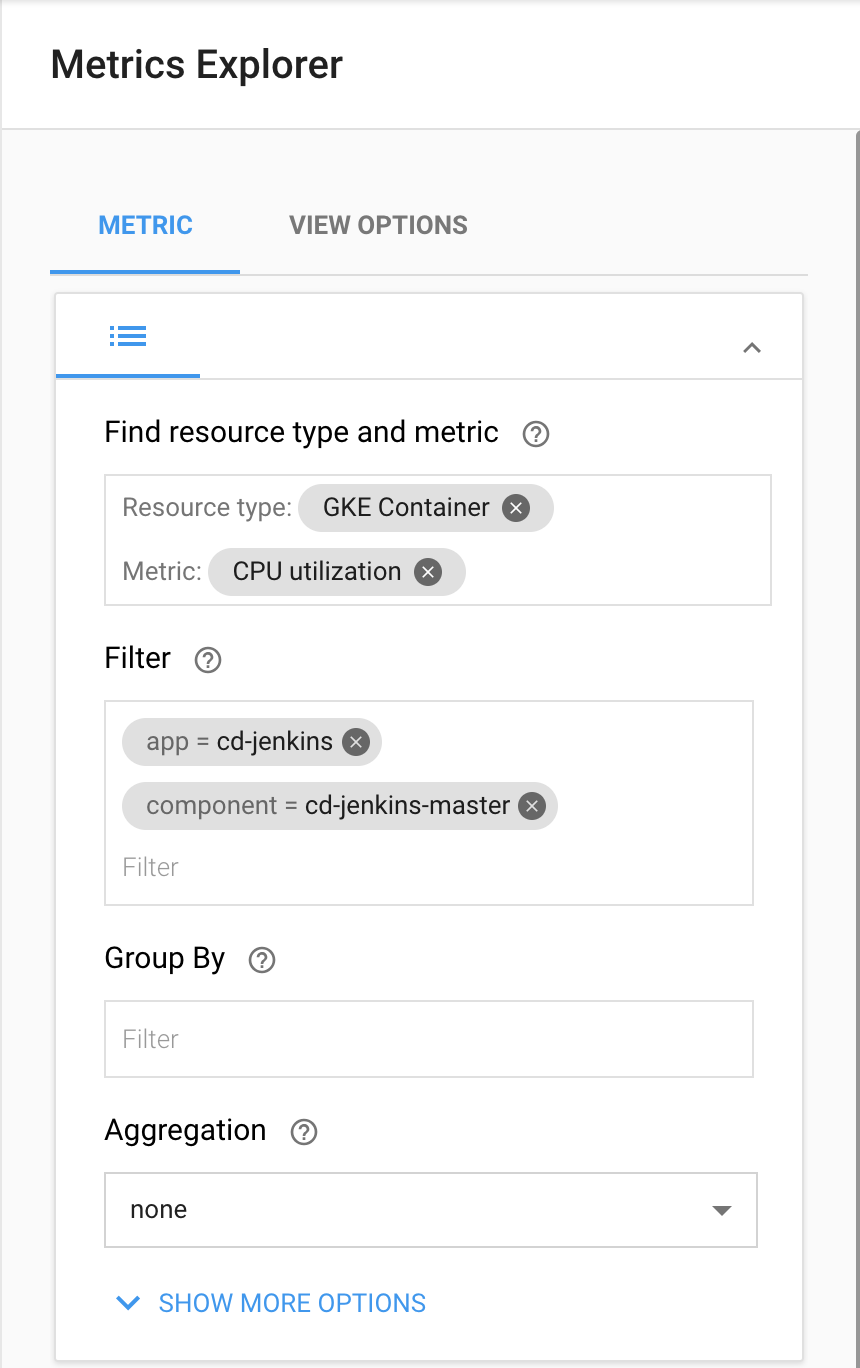 Metrics Explorer
METRIC VIEW OPTIONS
Find resource type and metric
Resource type: GKE Container
Metric: CPU utilization
Filter
app = cd-jenkins
component = cd-jenkins-master
Filter
Group By
Filter
Aggregation
none
SHOW MORE OPTIONS